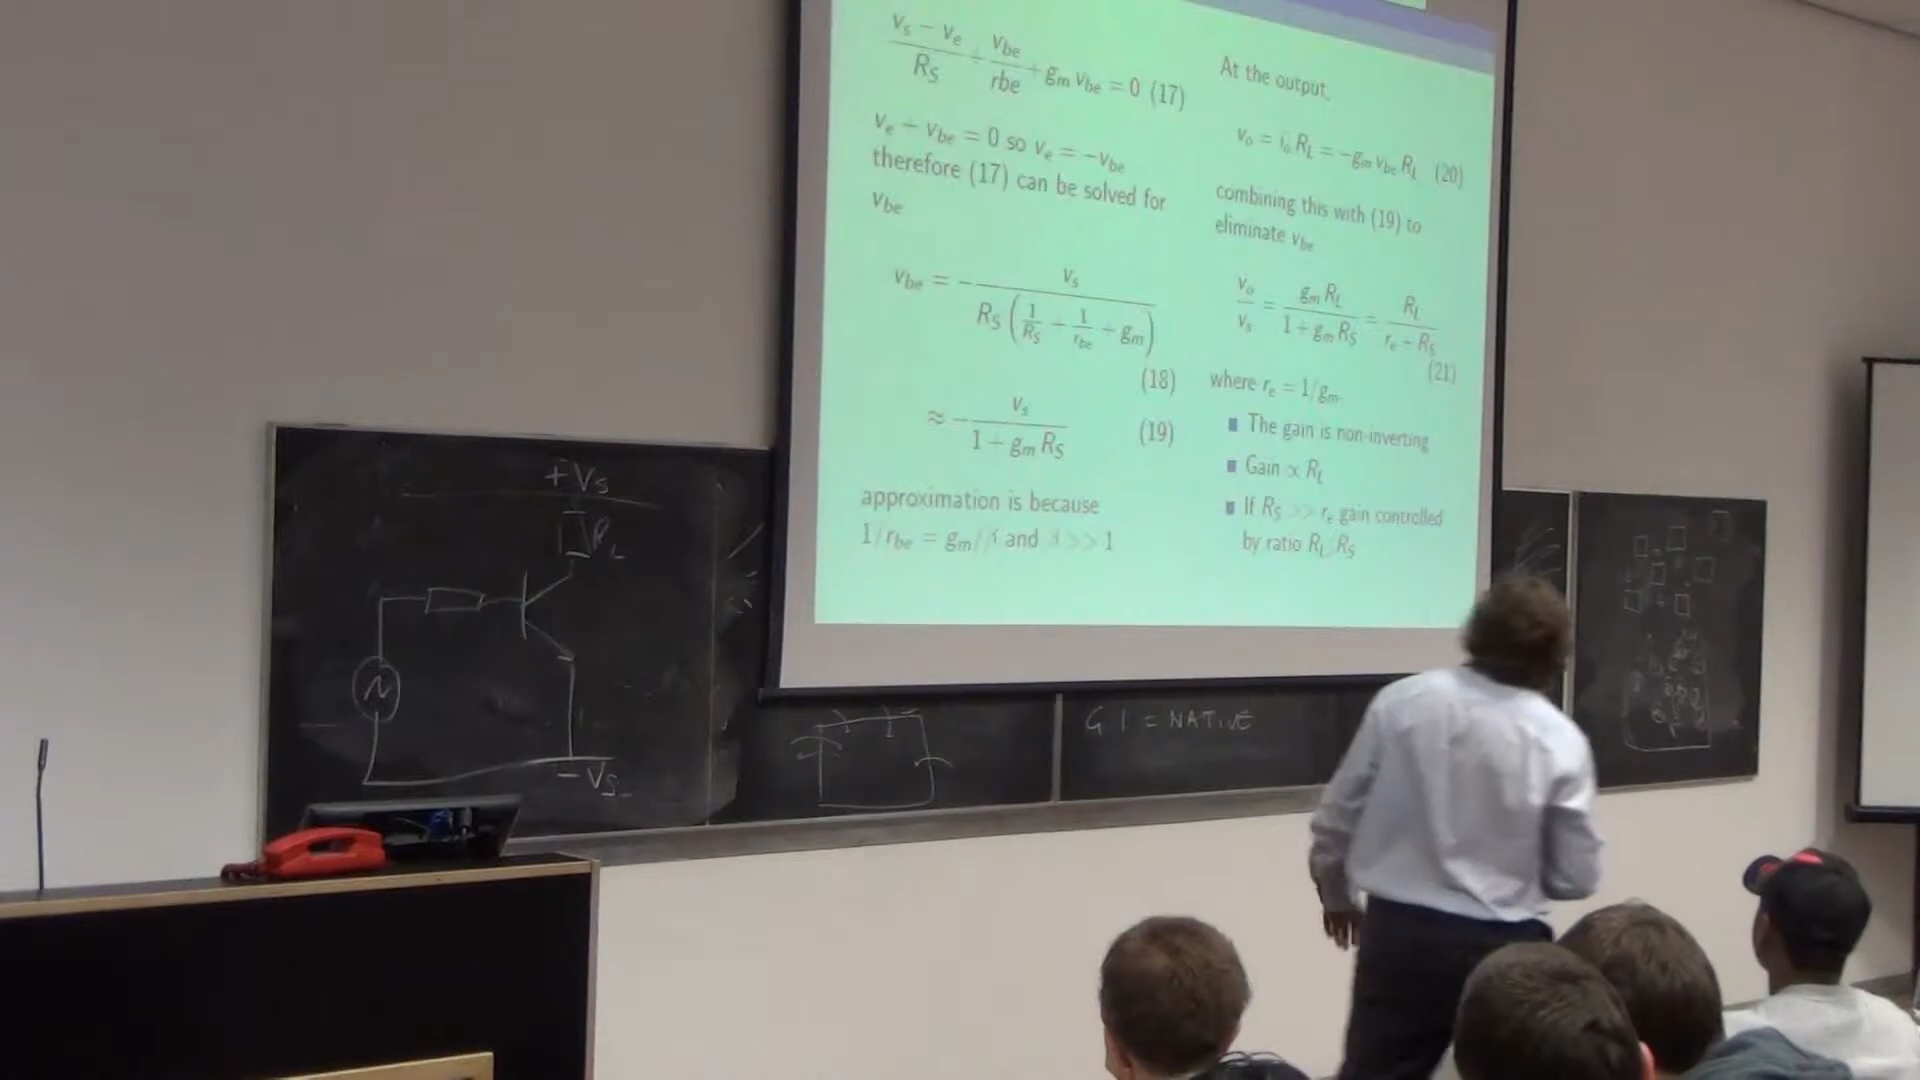 (v_s − v_e)/R_S + v_be/rbe + g_m v_be = 0 (17)
v_e + v_be = 0 so v_e = −v_be
therefore (17) can be solved for
v_be
v_be = − v_s / (R_S (1/R_S + 1/r_be + g_m))
(18)
≈ − v_s / (1 + g_m R_S) (19)
approximation is because
1/r_be = g_m/β and β >> 1
At the output,
v_o = i_o R_L = −g_m v_be R_L (20)
combining this with (19) to
eliminate v_be
v_o/v_s = g_m R_L / (1 + g_m R_S) = R_L / (r_e + R_S)
(21)
where r_e = 1/g_m.
■ The gain is non-inverting
■ Gain ∝ R_L
■ If R_S >> r_e gain controlled
by ratio R_L/R_S
+Vs
R_L
−Vs
G I = NATIVE